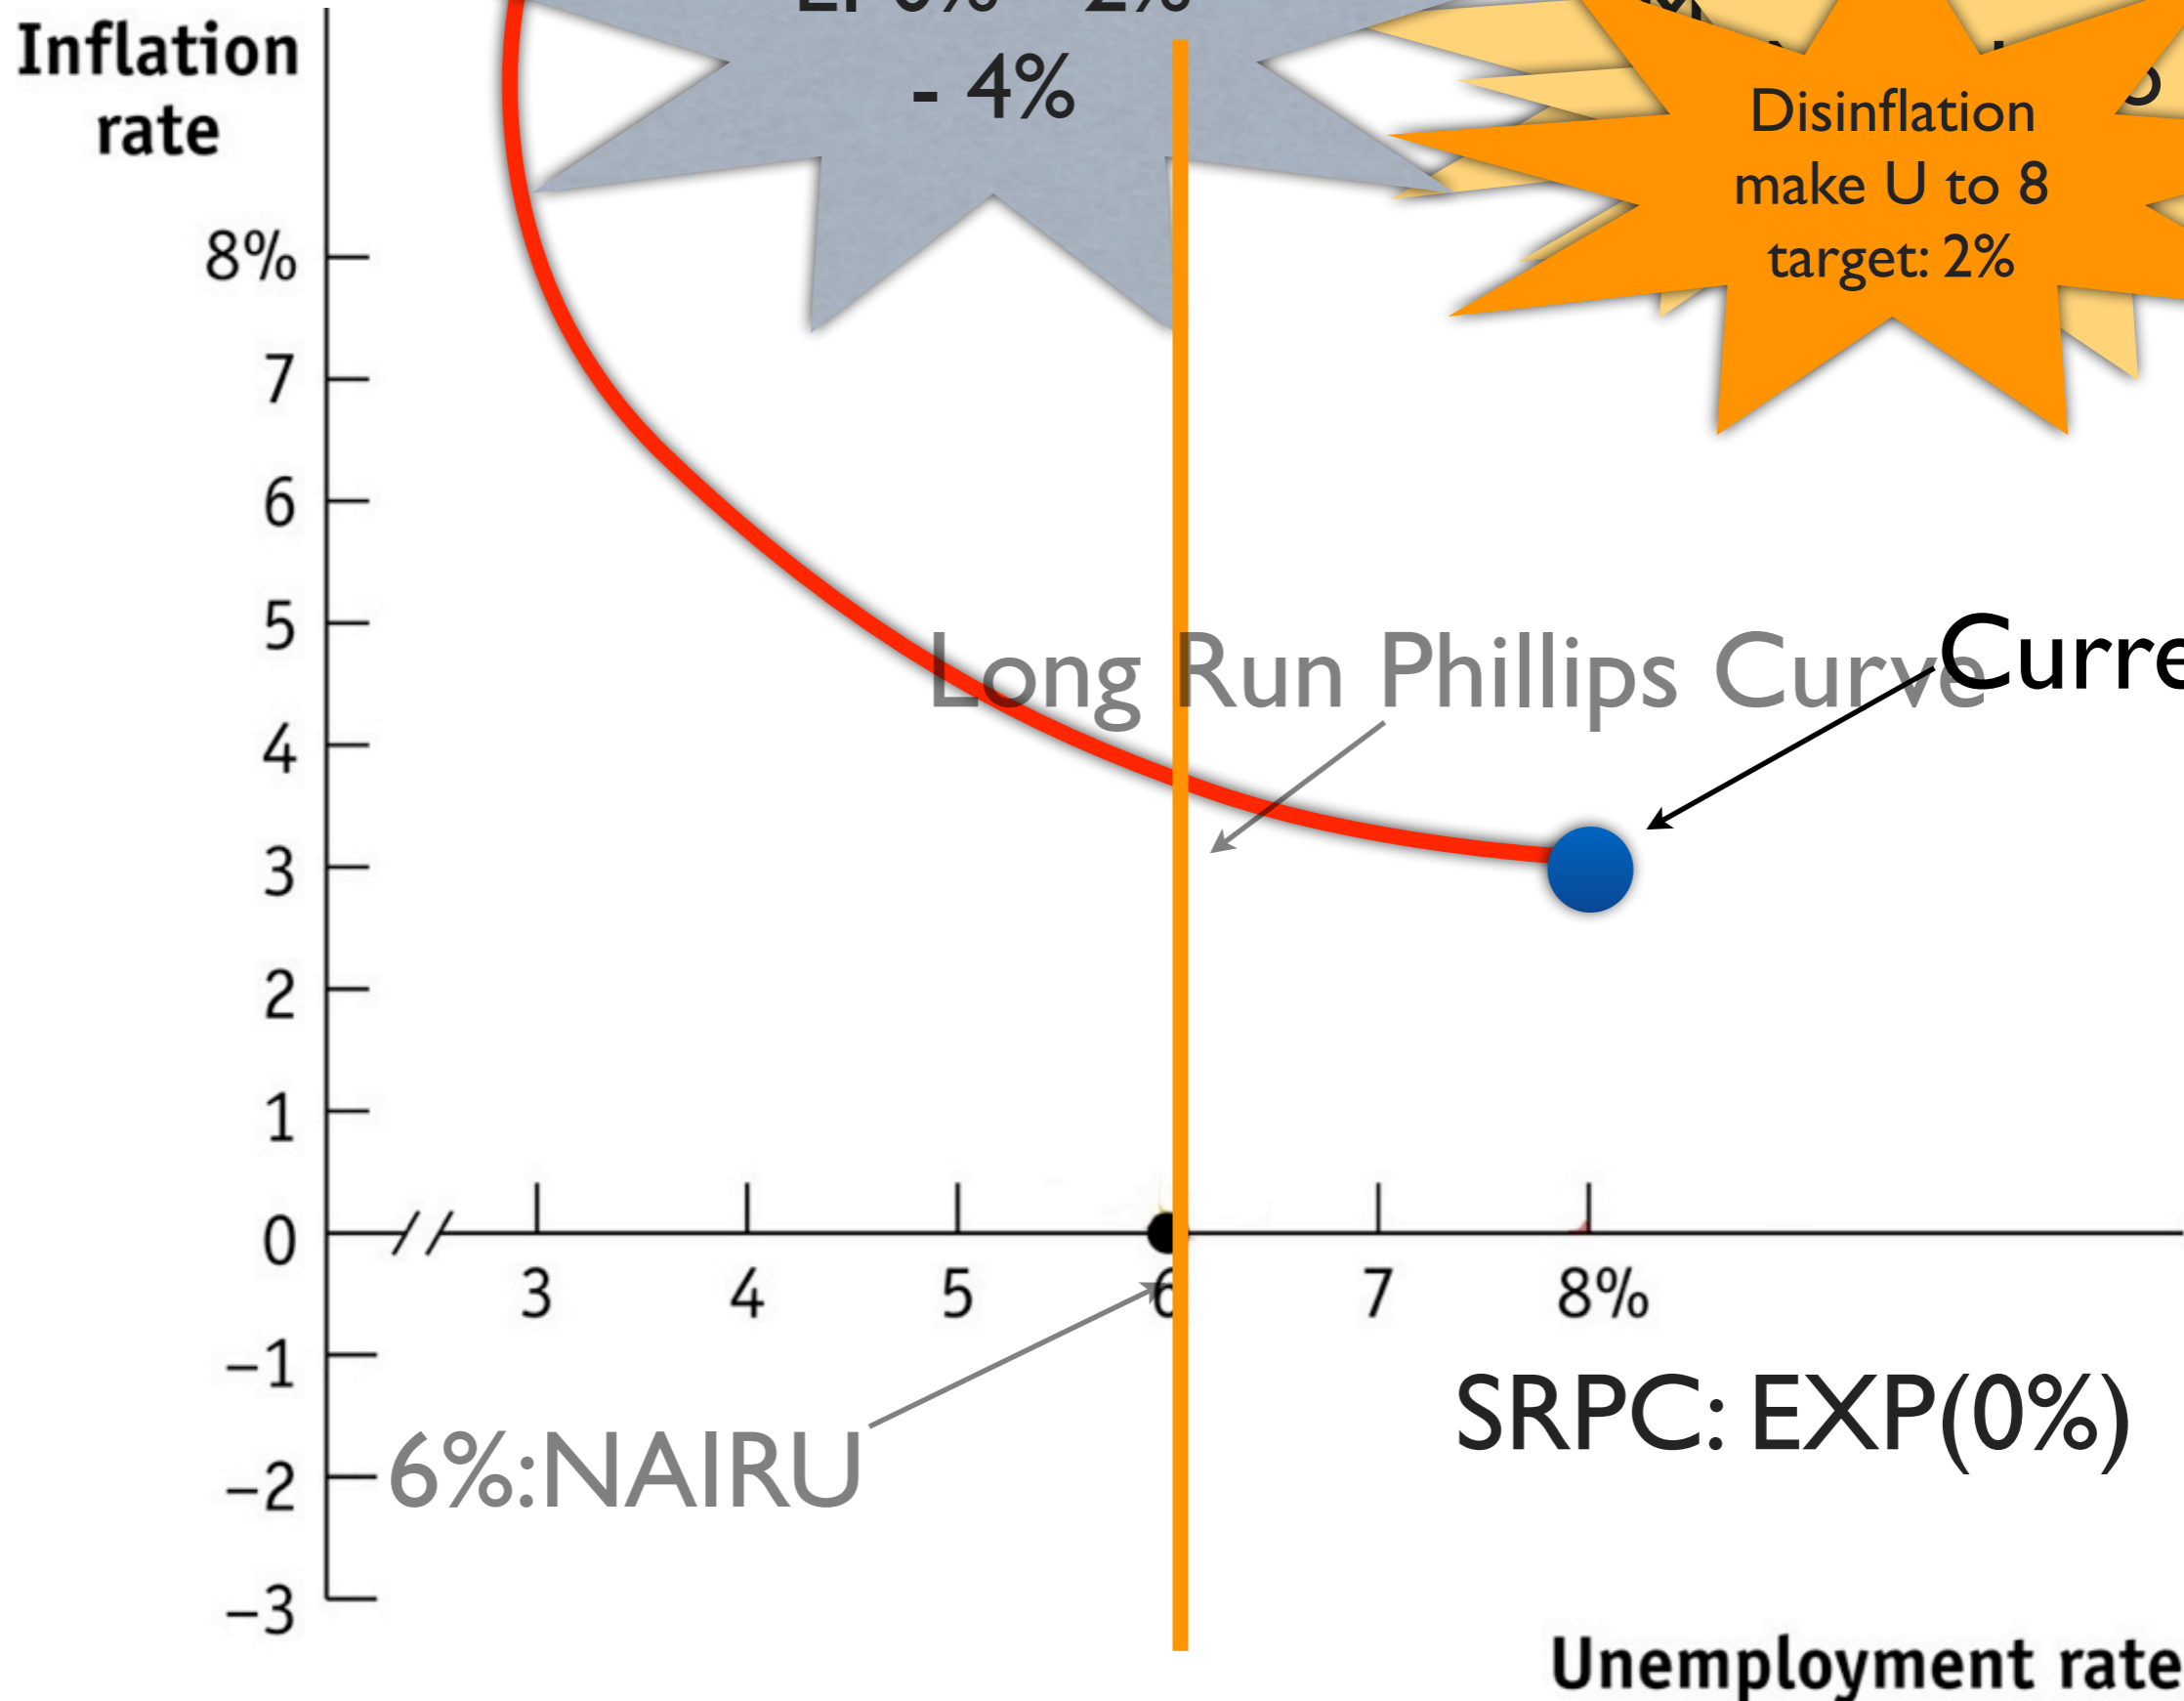 Inflation
rate
- 4%
Disinflation
make U to 8
target: 2%
8%
7
6
5
4
3
2
1
0
-1
-2
-3
Long Run Phillips Curve
3
4
5
6
7
8%
SRPC: EXP(0%)
6%:NAIRU
Unemployment rate